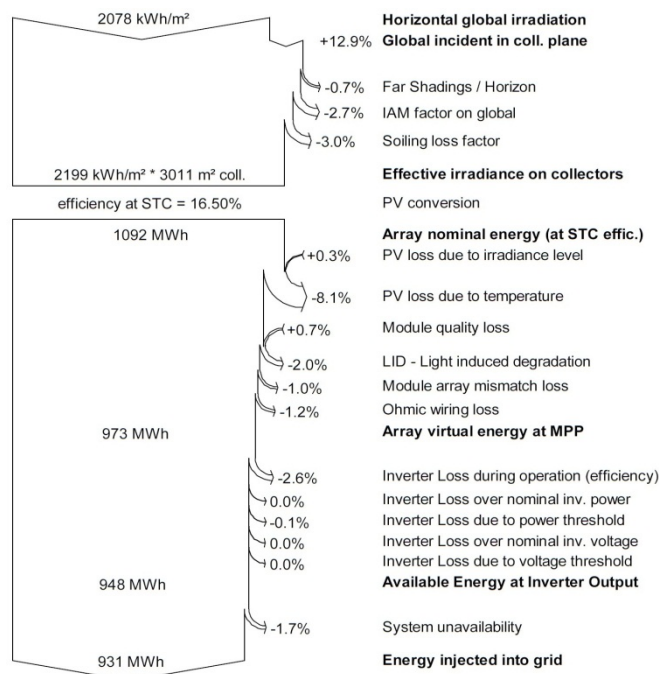 2078 kWh/m² Horizontal global irradiation
+12.9% Global incident in coll. plane
-0.7% Far Shadings / Horizon
-2.7% IAM factor on global
-3.0% Soiling loss factor
2199 kWh/m² * 3011 m² coll. Effective irradiance on collectors
efficiency at STC = 16.50% PV conversion
1092 MWh Array nominal energy (at STC effic.)
+0.3% PV loss due to irradiance level
-8.1% PV loss due to temperature
+0.7% Module quality loss
-2.0% LID - Light induced degradation
-1.0% Module array mismatch loss
-1.2% Ohmic wiring loss
973 MWh Array virtual energy at MPP
-2.6% Inverter Loss during operation (efficiency)
0.0% Inverter Loss over nominal inv. power
-0.1% Inverter Loss due to power threshold
0.0% Inverter Loss over nominal inv. voltage
0.0% Inverter Loss due to voltage threshold
948 MWh Available Energy at Inverter Output
-1.7% System unavailability
931 MWh Energy injected into grid